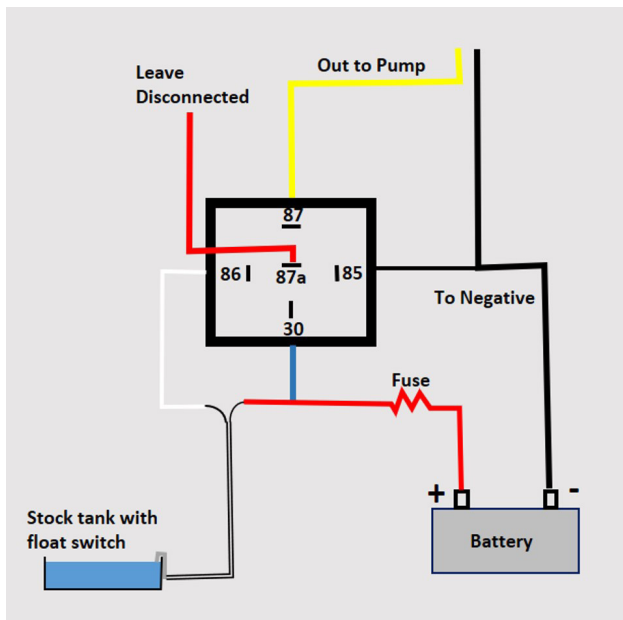 Out to Pump
Leave
Disconnected
87
86
87a
85
30
To Negative
Fuse
+
-
Stock tank with
float switch
Battery